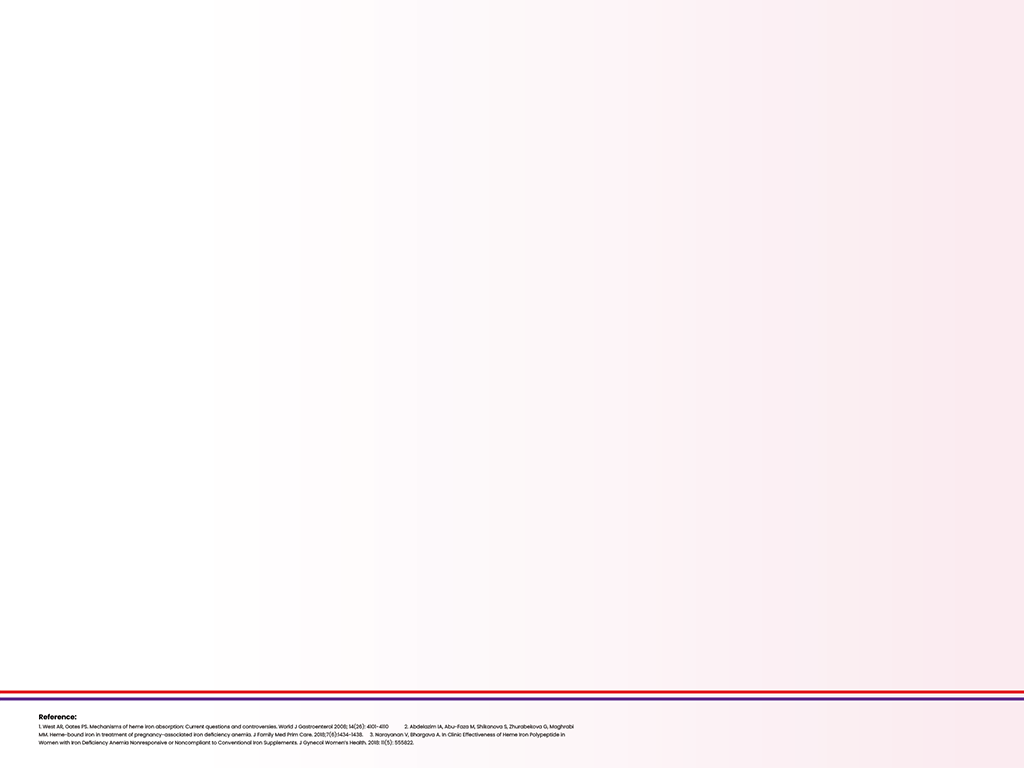 Reference:
1. West AR, Oates PS. Mechanisms of heme iron absorption: Current questions and controversies. World J Gastroenterol 2008; 14(26): 4101-4110 2. Abdelazim IA, Abu-Faza M, Shikanova S, Zhurabekova G, Maghrabi
MM. Heme-bound iron in treatment of pregnancy-associated iron deficiency anemia. J Family Med Prim Care. 2018;7(6):1434-1438. 3. Narayanan V, Bhargava A. In Clinic Effectiveness of Heme Iron Polypeptide in
Women with Iron Deficiency Anemia Nonresponsive or Noncompliant to Conventional Iron Supplements. J Gynecol Women's Health. 2018: 11(5): 555822.